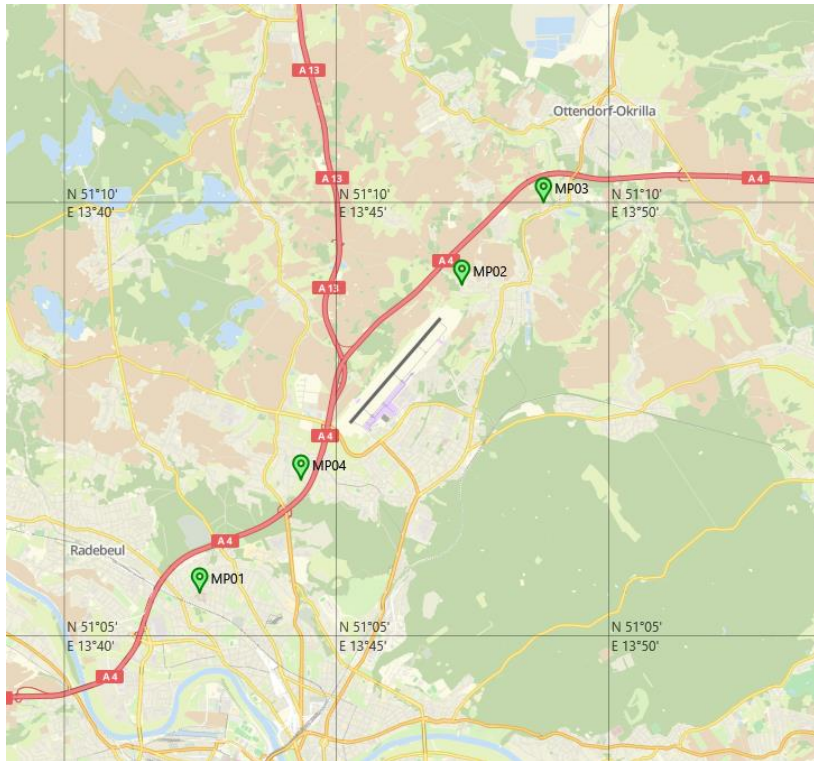 A 13
Ottendorf-Okrilla
A 13
A 4
N 51°10'
E 13°40'
N 51°10'
E 13°45'
MP03
N 51°10'
E 13°50'
A 4
MP02
A 13
A 4
MP04
A 4
Radebeul
MP01
N 51°05'
E 13°40'
N 51°05'
E 13°45'
N 51°05'
E 13°50'
A 4